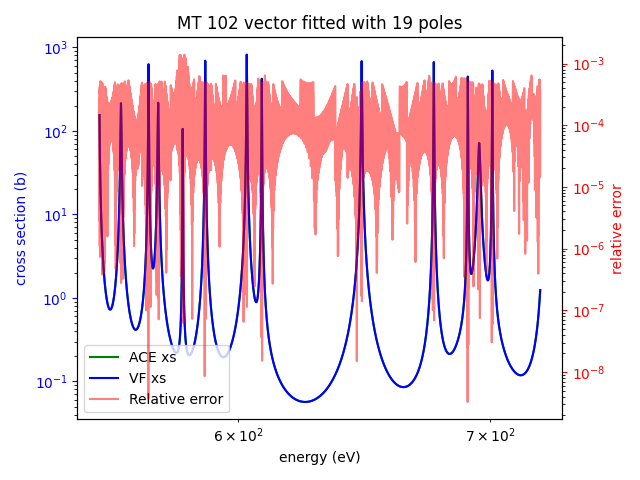 MT 102 vector fitted with 19 poles
10³
10²
10¹
10⁰
10⁻¹
cross section (b)
10⁻³
10⁻⁴
10⁻⁵
10⁻⁶
10⁻⁷
10⁻⁸
relative error
ACE xs
VF xs
Relative error
6 × 10² 7 × 10²
energy (eV)